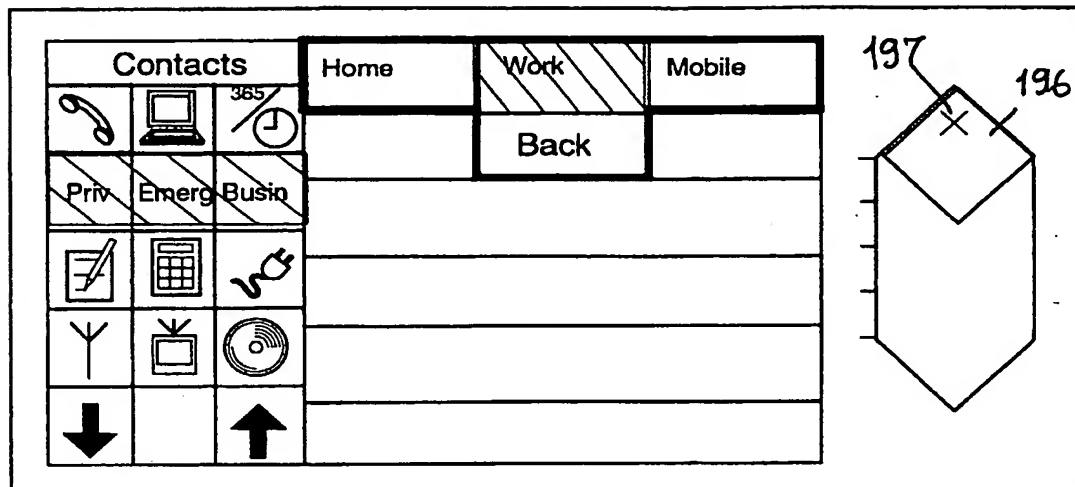 Contacts
Home Work Mobile
365/
Back
Priv Emerg Busin
197
196